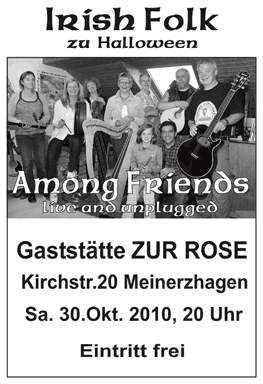 Irish Folk
zu Halloween
Among Friends
live and unplugged
Gaststätte ZUR ROSE
Kirchstr.20 Meinerzhagen
Sa. 30.Okt. 2010, 20 Uhr
Eintritt frei